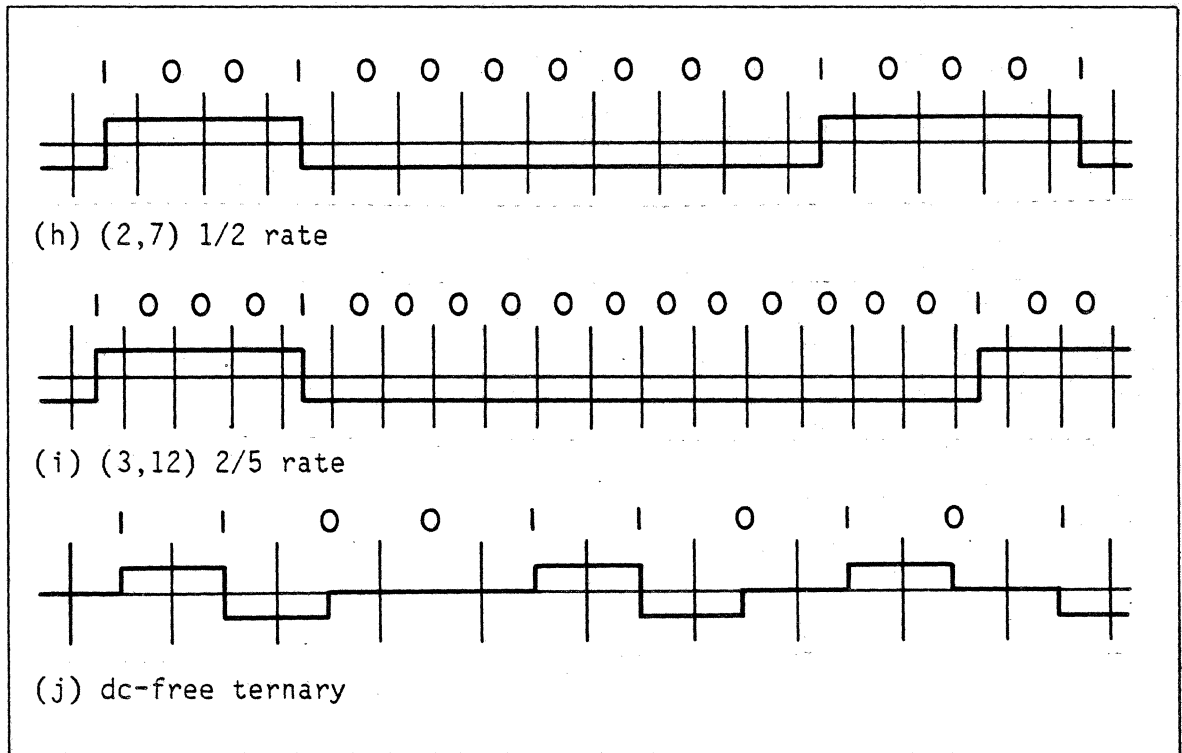 1 0 0 1 0 0 0 0 0 0 0 1 0 0 0 1
(h) (2,7) 1/2 rate
1 0 0 0 1 0 0 0 0 0 0 0 0 0 0 0 0 1 0 0
(i) (3,12) 2/5 rate
1 1 0 0 1 1 0 1 0 1
(j) dc-free ternary